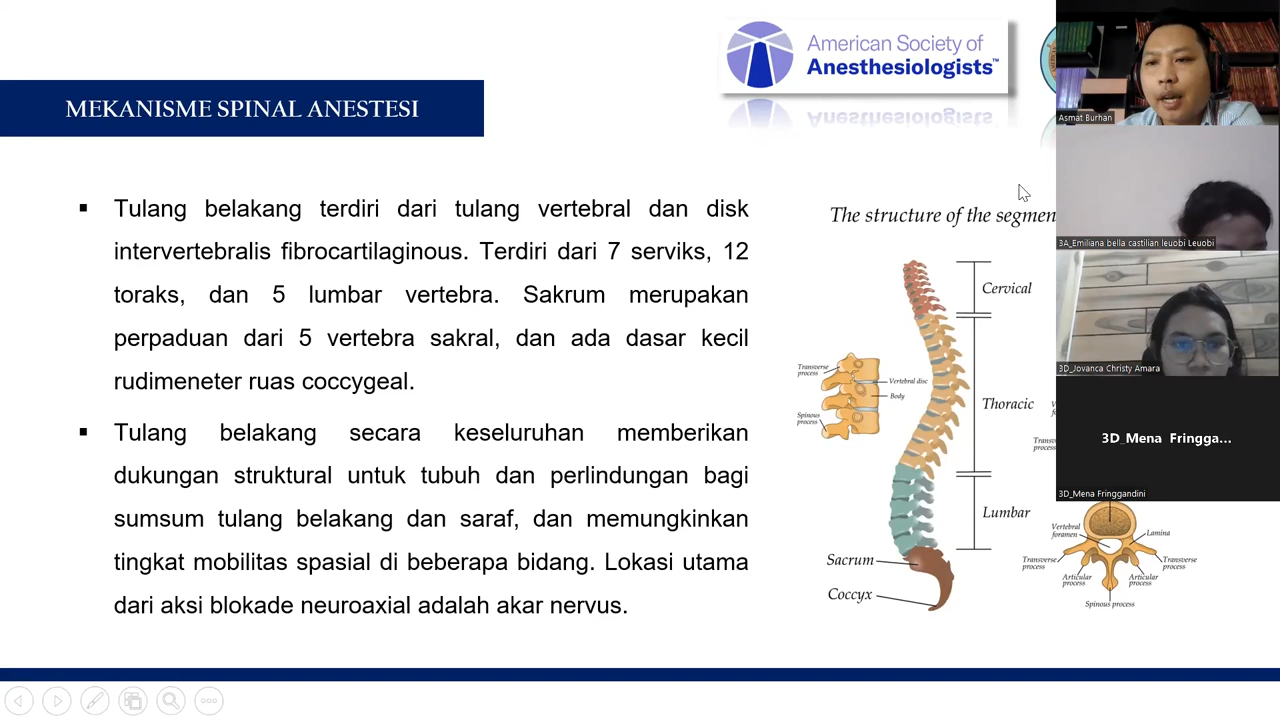 American Society of
Anesthesiologists™
Anesthesiologists
MEKANISME SPINAL ANESTESI
Tulang belakang terdiri dari tulang vertebral dan disk
intervertebralis fibrocartilaginous. Terdiri dari 7 serviks, 12
toraks, dan 5 lumbar vertebra. Sakrum merupakan
perpaduan dari 5 vertebra sakral, dan ada dasar kecil
rudimeneter ruas coccygeal.
Tulang belakang secara keseluruhan memberikan
dukungan struktural untuk tubuh dan perlindungan bagi
sumsum tulang belakang dan saraf, dan memungkinkan
tingkat mobilitas spasial di beberapa bidang. Lokasi utama
dari aksi blokade neuroaxial adalah akar nervus.
The structure of the segmen
Cervical
Thoracic
Lumbar
Sacrum
Coccyx
Transverse
process
Vertebral disc
Body
Spinous
process
Vertebral
foramen
Lamina
Transverse
process
Transverse
process
Articular
process
Articular
process
Spinous process
Asmat Burhan
3A_Emiliana bella castilian leuobi Leuobi
3D_Jovanca Christy Amara
3D_Mena Fringga...
3D_Mena Fringgandini